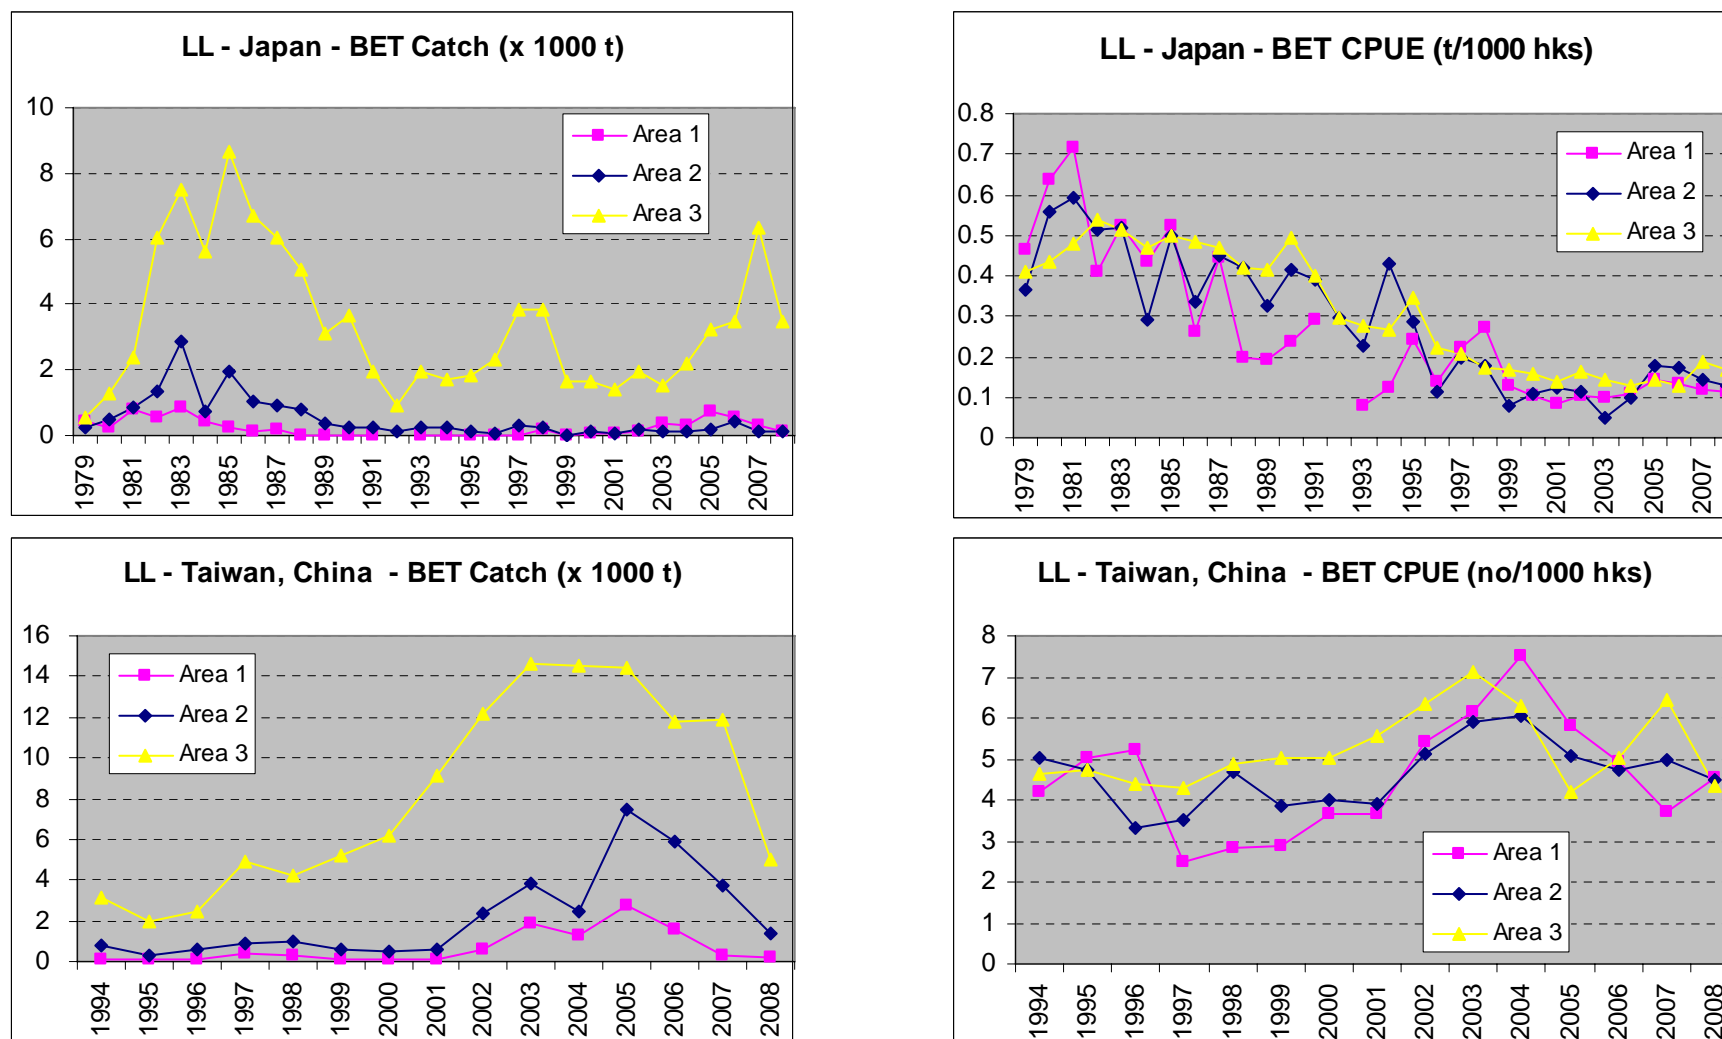 LL - Japan - BET Catch (x 1000 t)
10
8
6
4
2
0
Area 1
Area 2
Area 3
1979 1981 1983 1985 1987 1989 1991 1993 1995 1997 1999 2001 2003 2005 2007
LL - Japan - BET CPUE (t/1000 hks)
0.8
0.7
0.6
0.5
0.4
0.3
0.2
0.1
0
Area 1
Area 2
Area 3
1979 1981 1983 1985 1987 1989 1991 1993 1995 1997 1999 2001 2003 2005 2007
LL - Taiwan, China - BET Catch (x 1000 t)
16
14
12
10
8
6
4
2
0
Area 1
Area 2
Area 3
1994 1995 1996 1997 1998 1999 2000 2001 2002 2003 2004 2005 2006 2007 2008
LL - Taiwan, China - BET CPUE (no/1000 hks)
8
7
6
5
4
3
2
1
0
Area 1
Area 2
Area 3
1994 1995 1996 1997 1998 1999 2000 2001 2002 2003 2004 2005 2006 2007 2008